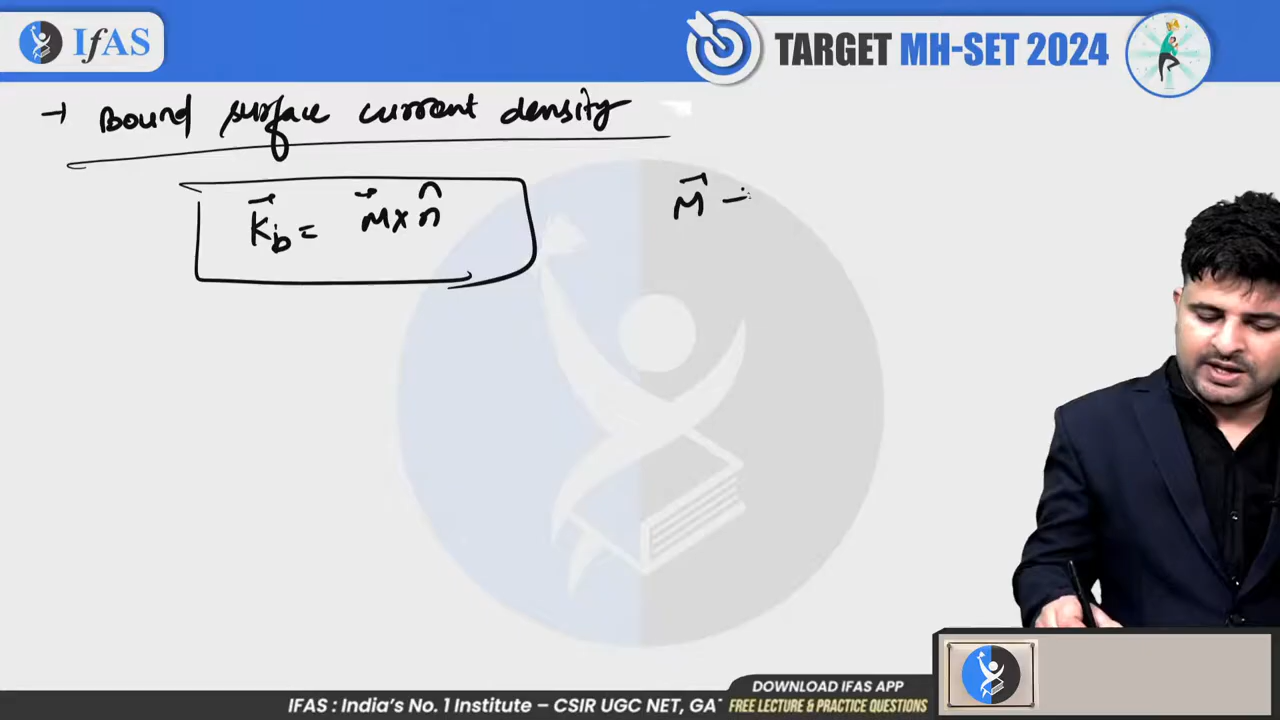 IfAS
TARGET MH-SET 2024
→ Bound surface current density
K⃗b = M⃗ × n̂
M⃗ →
DOWNLOAD IFAS APP
IFAS : India's No. 1 Institute – CSIR UGC NET, GAT
FREE LECTURE & PRACTICE QUESTIONS